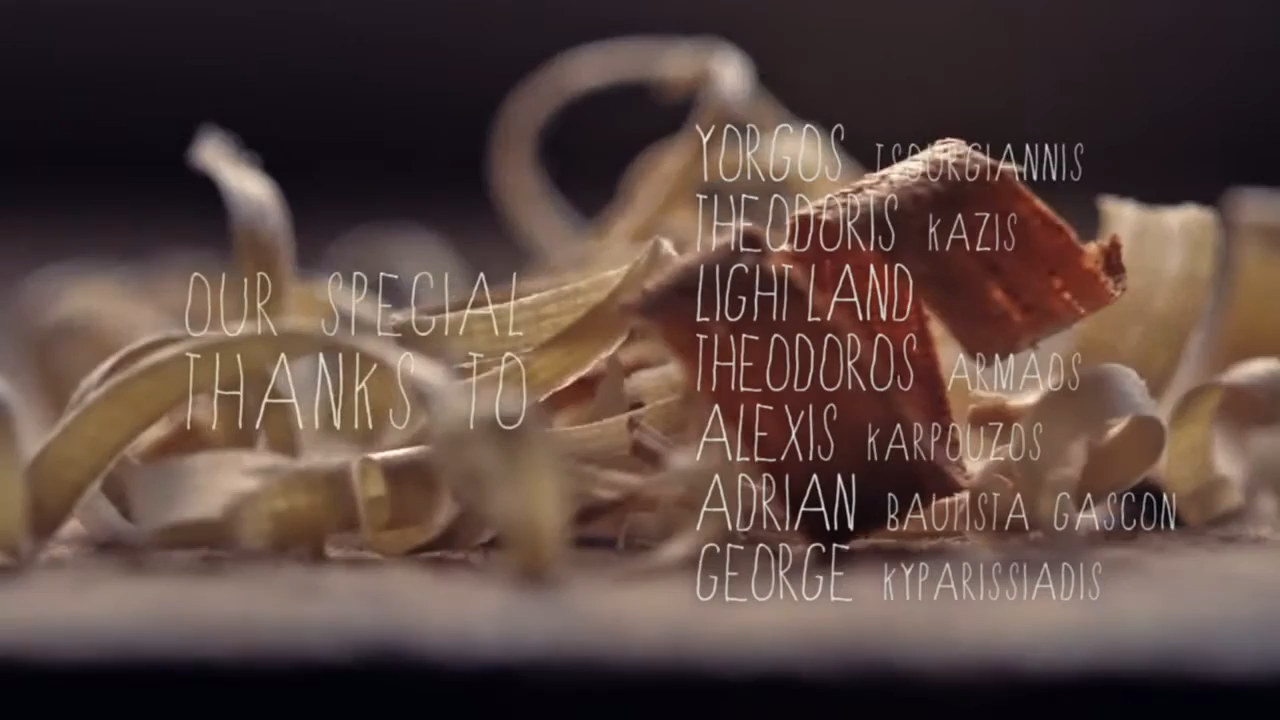 OUR SPECIAL
THANKS TO
YORGOS TSOURGIANNIS
THEODORIS KAZIS
LIGHT LAND
THEODOROS ARMAOS
ALEXIS KARPOUZOS
ADRIAN BAUTISTA GASCON
GEORGE KYPARISSIADIS